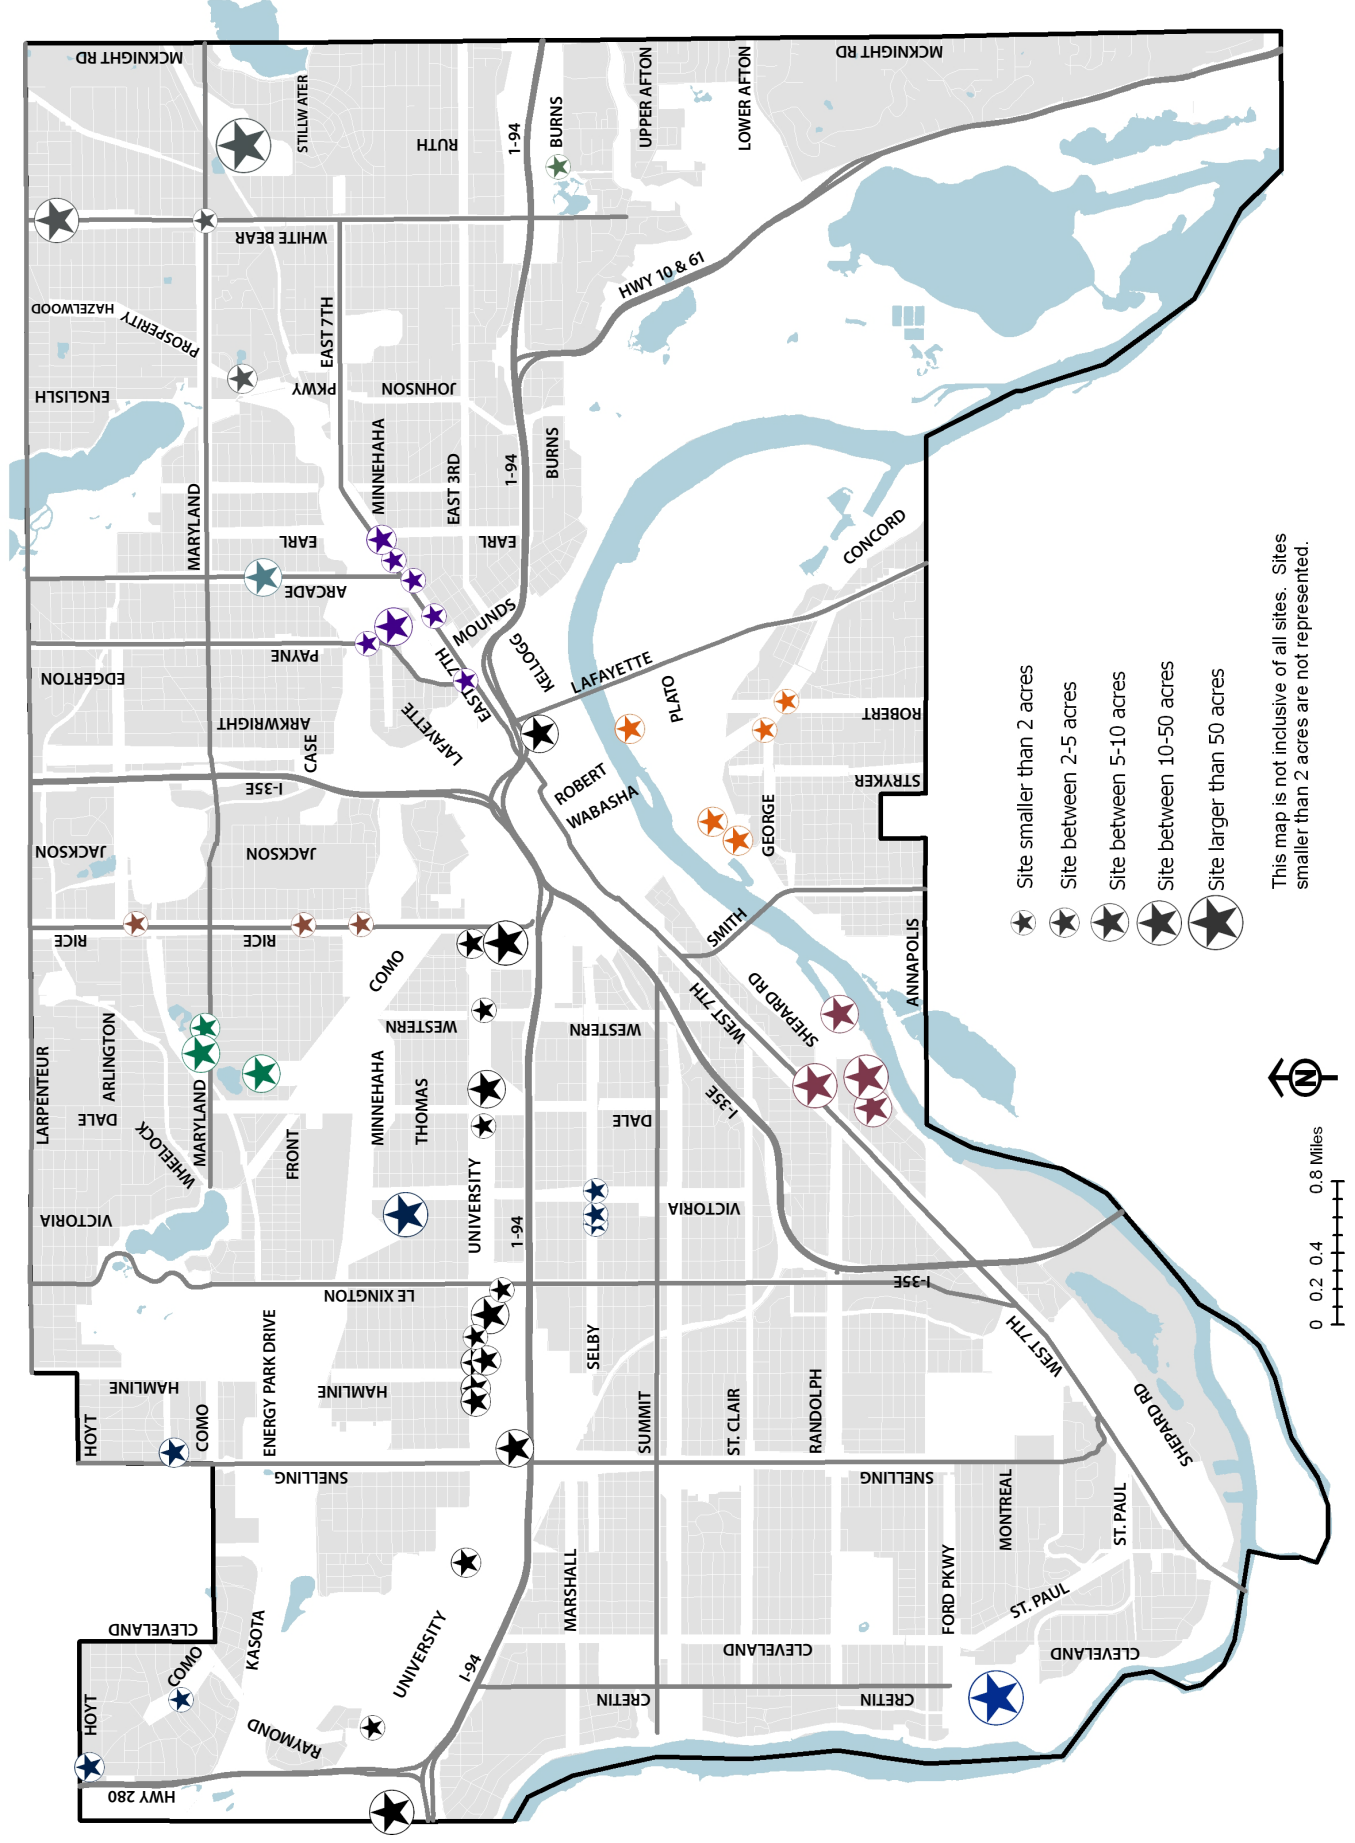 MCKNIGHT RD
STILLW ATER
RUTH
1-94
BURNS
UPPER AFTON
LOWER AFTON
MCKNIGHT RD
WHITE BEAR
HWY 10 & 61
HAZELWOOD
PROSPERITY
EAST 7TH
PKWY
JOHNSON
ENGLISLH
MINNEHAHA
EAST 3RD
1-94
BURNS
MARYLAND
EARL
EARL
CONCORD
ARCADE
MOUNDS
PAYNE
EAST 7TH
KELLOGG
LAFAYETTE
EDGERTON
PLATO
ARKWRIGHT
CASE
LAFAYETTE
ROBERT
I-35E
ROBERT
WABASHA
STRYKER
JACKSON
JACKSON
GEORGE
RICE
RICE
COMO
SMITH
ANNAPOLIS
WESTERN
WESTERN
WEST 7TH
SHEPARD RD
LARPENTEUR
ARLINGTON
DALE
MARYLAND
MINNEHAHA
THOMAS
DALE
I-35E
WHEELOCK
FRONT
VICTORIA
UNIVERSITY
1-94
VICTORIA
LE XINGTON
I-35E
ENERGY PARK DRIVE
SELBY
WEST 7TH
HAMLINE
HAMLINE
HOYT
COMO
SUMMIT
ST. CLAIR
RANDOLPH
SHEPARD RD
SNELLING
SNELLING
MONTREAL
ST. PAUL
MARSHALL
FORD PKWY
ST. PAUL
CLEVELAND
KASOTA
UNIVERSITY
CLEVELAND
CLEVELAND
COMO
I-94
HOYT
RAYMOND
CRETIN
CRETIN
HWY 280
Site smaller than 2 acres
Site between 2-5 acres
Site between 5-10 acres
Site between 10-50 acres
Site larger than 50 acres
This map is not inclusive of all sites. Sites
smaller than 2 acres are not represented.
N
0 0.2 0.4 0.8 Miles